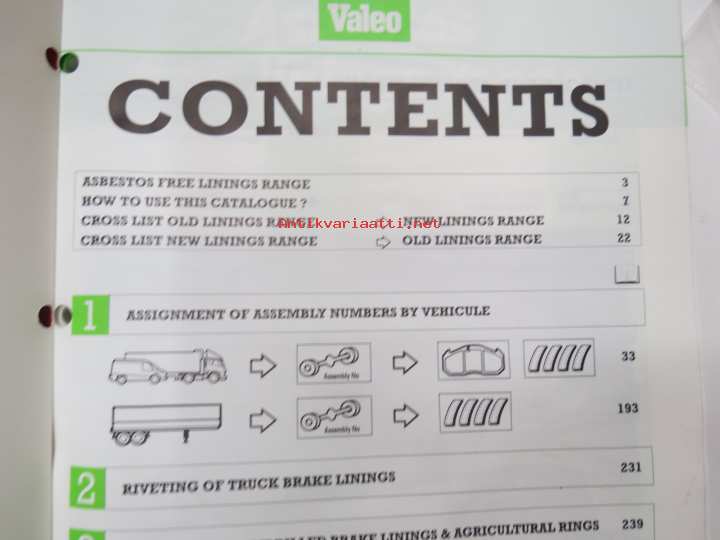 Valeo
CONTENTS
ASBESTOS FREE LININGS RANGE 3
HOW TO USE THIS CATALOGUE ? 7
CROSS LIST OLD LININGS RANGE NEW LININGS RANGE 12
Antikvariaatti.net
CROSS LIST NEW LININGS RANGE OLD LININGS RANGE 22
1 ASSIGNMENT OF ASSEMBLY NUMBERS BY VEHICULE
Assembly No 33
Assembly No 193
2 RIVETING OF TRUCK BRAKE LININGS 231
BRAKE LININGS & AGRICULTURAL RINGS 239